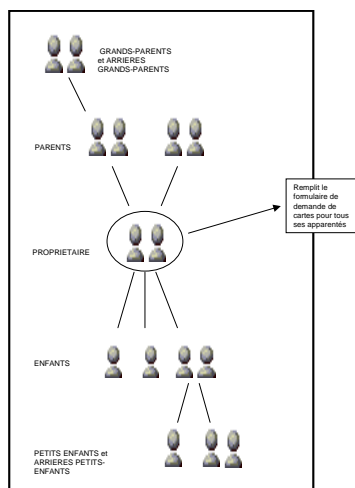 GRANDS-PARENTS
et ARRIERES
GRANDS-PARENTS
PARENTS
Remplit le
formulaire de
demande de
cartes pour tous
ses apparentés
PROPRIETAIRE
ENFANTS
PETITS ENFANTS et
ARRIERES PETITS-
ENFANTS